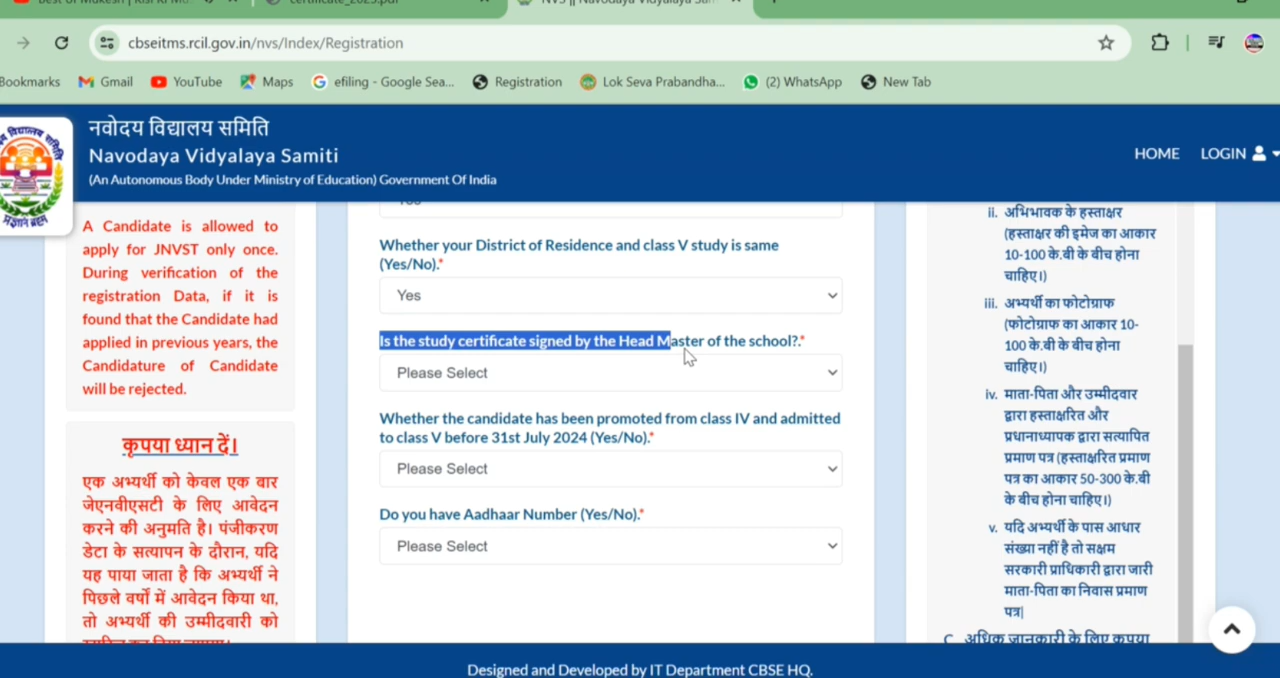 certificate_2025.pdf
cbseitms.rcil.gov.in/nvs/Index/Registration
Bookmarks
Gmail
YouTube
Maps
efiling - Google Sea...
Registration
Lok Seva Prabandha...
(2) WhatsApp
New Tab
नवोदय विद्यालय समिति
Navodaya Vidyalaya Samiti
(An Autonomous Body Under Ministry of Education) Government Of India
HOME
LOGIN
A Candidate is allowed to
apply for JNVST only once.
During verification of the
registration Data, if it is
found that the Candidate had
applied in previous years, the
Candidature of Candidate
will be rejected.
कृपया ध्यान दें।
एक अभ्यर्थी को केवल एक बार
जेएनवीएसटी के लिए आवेदन
करने की अनुमति है। पंजीकरण
डेटा के सत्यापन के दौरान, यदि
यह पाया जाता है कि अभ्यर्थी ने
पिछले वर्षों में आवेदन किया था,
तो अभ्यर्थी की उम्मीदवारी को
Yes
Whether your District of Residence and class V study is same
(Yes/No).*
Yes
Is the study certificate signed by the Head Master of the school?.*
Please Select
Whether the candidate has been promoted from class IV and admitted
to class V before 31st July 2024 (Yes/No).*
Please Select
Do you have Aadhaar Number (Yes/No).*
Please Select
ii. अभिभावक के हस्ताक्षर
(हस्ताक्षर की इमेज का आकार
10-100 के.बी के बीच होना
चाहिए।)
iii. अभ्यर्थी का फोटोग्राफ
(फोटोग्राफ का आकार 10-
100 के.बी के बीच होना
चाहिए।)
iv. माता-पिता और उम्मीदवार
द्वारा हस्ताक्षरित और
प्रधानाध्यापक द्वारा सत्यापित
प्रमाण पत्र (हस्ताक्षरित प्रमाण
पत्र का आकार 50-300 के.बी
के बीच होना चाहिए।)
v. यदि अभ्यर्थी के पास आधार
संख्या नहीं है तो सक्षम
सरकारी प्राधिकारी द्वारा जारी
माता-पिता का निवास प्रमाण
पत्र|
C. अधिक जानकारी के लिए कृपया
Designed and Developed by IT Department CBSE HQ.